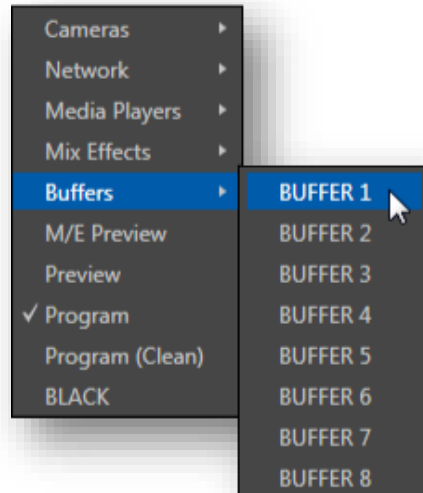 Cameras
Network
Media Players
Mix Effects
Buffers
M/E Preview
Preview
✓ Program
Program (Clean)
BLACK
BUFFER 1
BUFFER 2
BUFFER 3
BUFFER 4
BUFFER 5
BUFFER 6
BUFFER 7
BUFFER 8